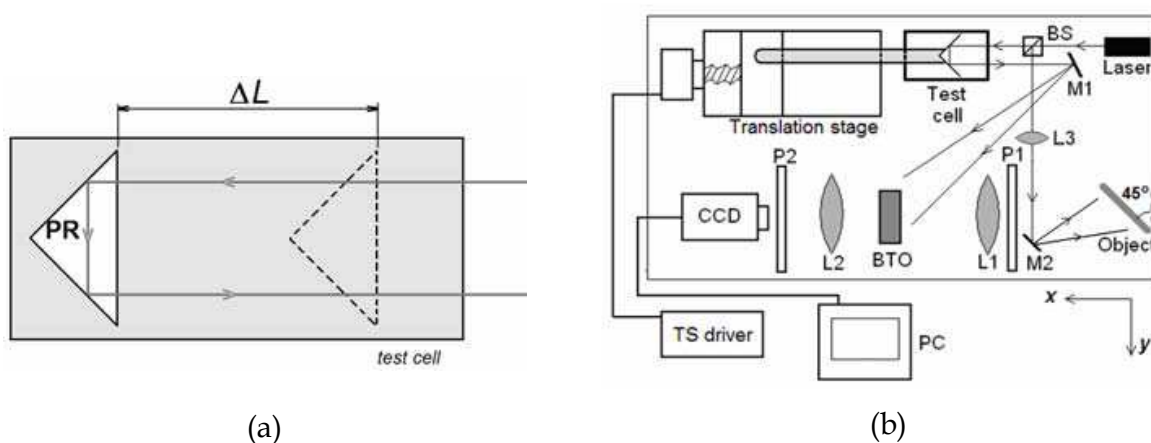 ΔL
PR
test cell
(a)
BS
Laser
M1
Test
cell
Translation stage
L3
P2
P1
45°
CCD
Object
L2
BTO
L1
M2
x
y
TS driver
PC
(b)